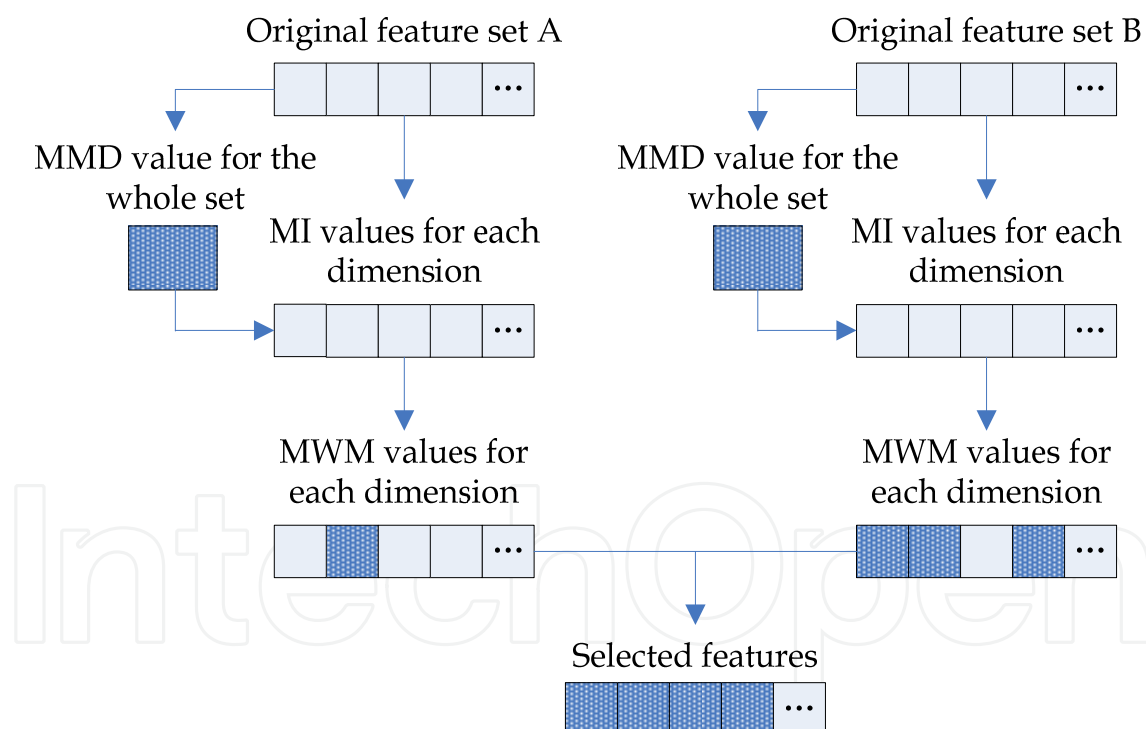 Original feature set A
Original feature set B
...
...
MMD value for the
whole set
MI values for each
dimension
MMD value for the
whole set
MI values for each
dimension
...
...
MWM values for
each dimension
MWM values for
each dimension
...
...
IntechOpen
Selected features
...